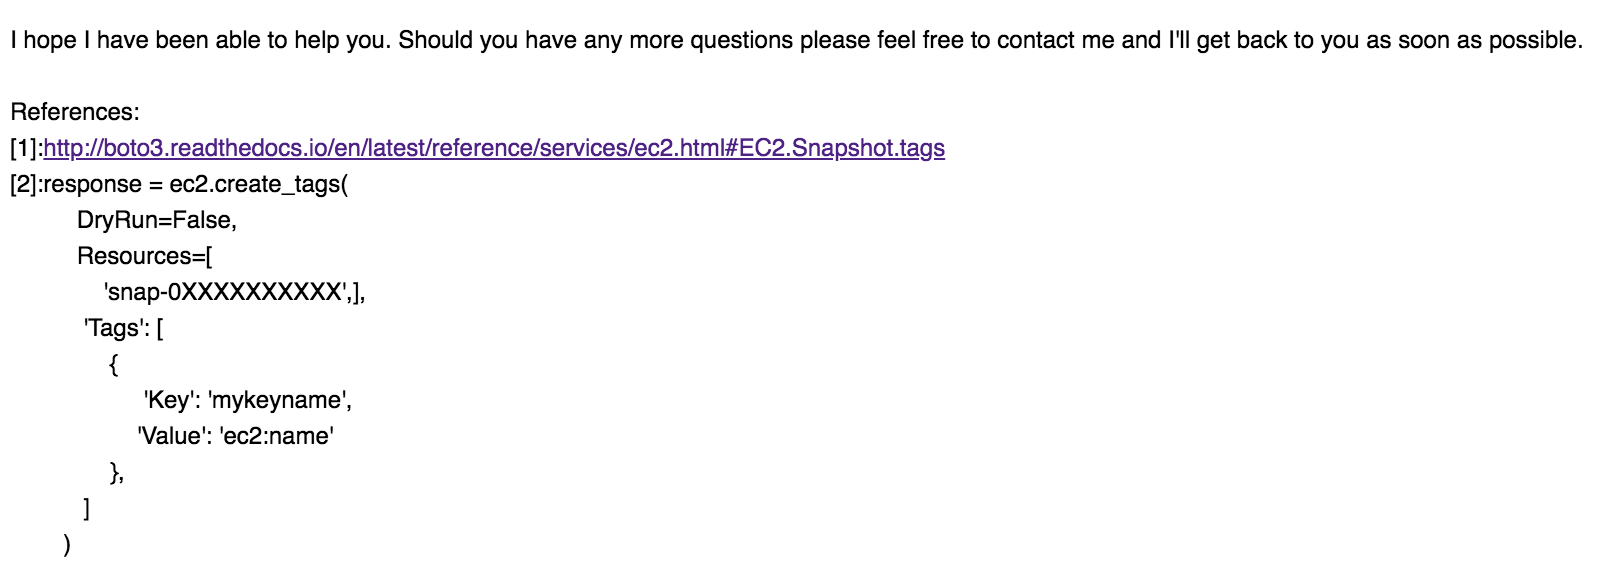 I hope I have been able to help you. Should you have any more questions please feel free to contact me and I'll get back to you as soon as possible.
References:
[1]:http://boto3.readthedocs.io/en/latest/reference/services/ec2.html#EC2.Snapshot.tags
[2]:response = ec2.create_tags(
DryRun=False,
Resources=[
'snap-0XXXXXXXXXX',],
'Tags': [
{
'Key': 'mykeyname',
'Value': 'ec2:name'
},
]
)